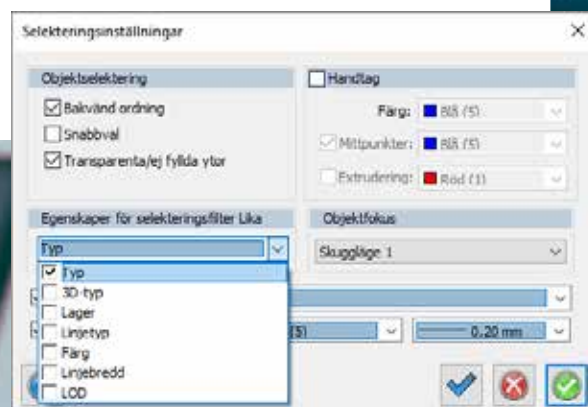 Selekteringsinställningar
Objektselektering
Bakvänd ordning
Snabbval
Transparenta/ej fyllda ytor
Handtag
Färg: Blå (5)
Mittpunkter: Blå (5)
Extrudering: Röd (1)
Egenskaper för selekteringsfilter Lika
Typ
Typ
3D-typ
Lager
Linjetyp
Färg
Linjebredd
LOD
Objektfokus
Skuggläge 1
(5)
0.20 mm